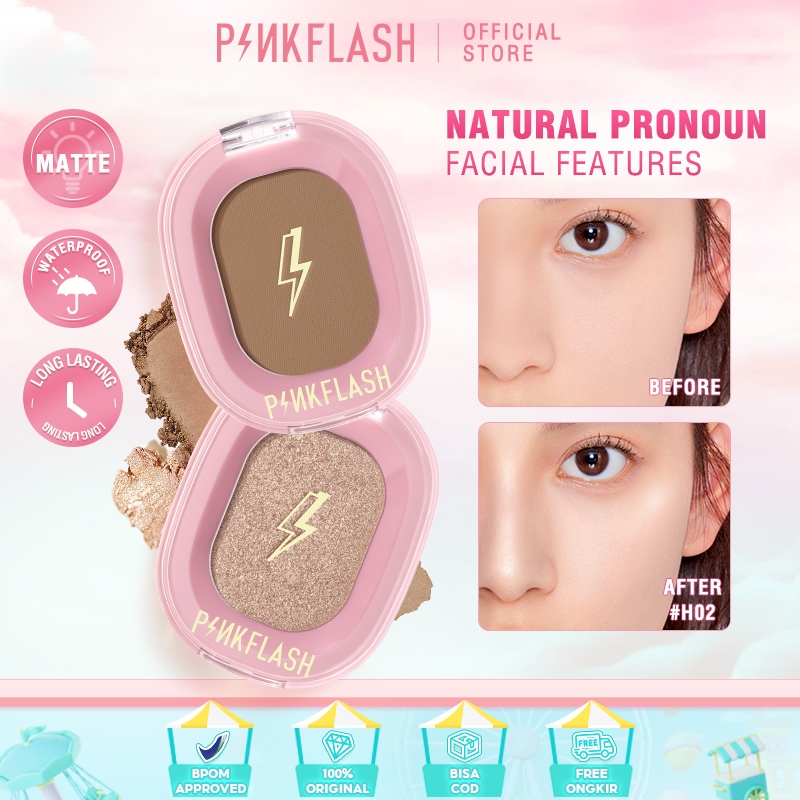 PINKFLASH
OFFICIAL
STORE
NATURAL PRONOUN
FACIAL FEATURES
MATTE
WATERPROOF
LONG LASTING
LONG LASTING
PINKFLASH
PINKFLASH
BEFORE
AFTER
#H02
BPOM
APPROVED
100%
ORIGINAL
BISA
COD
FREE
FREE
ONGKIR